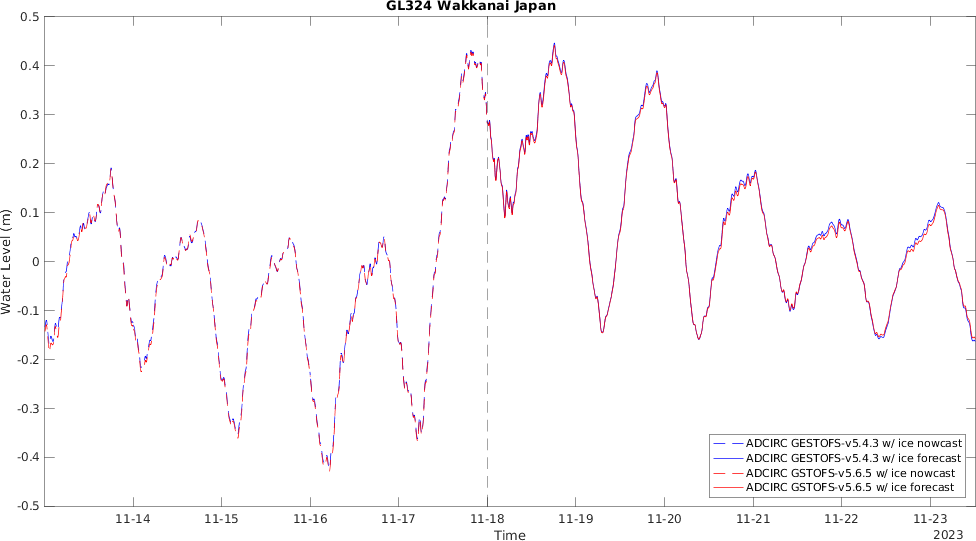 GL324 Wakkanai Japan
0.5
0.4
0.3
0.2
0.1
0
-0.1
-0.2
-0.3
-0.4
-0.5
Water Level (m)
ADCIRC GESTOFS-v5.4.3 w/ ice nowcast
ADCIRC GESTOFS-v5.4.3 w/ ice forecast
ADCIRC GSTOFS-v5.6.5 w/ ice nowcast
ADCIRC GSTOFS-v5.6.5 w/ ice forecast
11-14 11-15 11-16 11-17 11-18 11-19 11-20 11-21 11-22 11-23
Time
2023